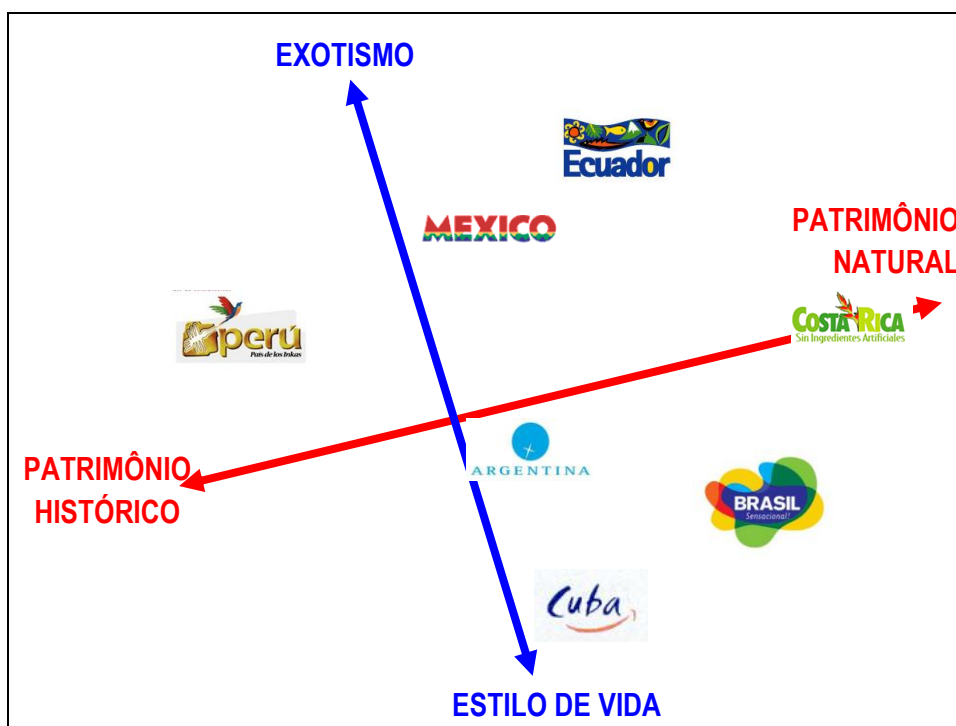 EXOTISMO
Ecuador
MEXICO
PATRIMÔNIO
NATURAL
COSTA RICA
Sin Ingredientes Artificiales
perú
País de los Inkas
ARGENTINA
PATRIMÔNIO
HISTÓRICO
BRASIL
Sensacional!
Cuba
ESTILO DE VIDA